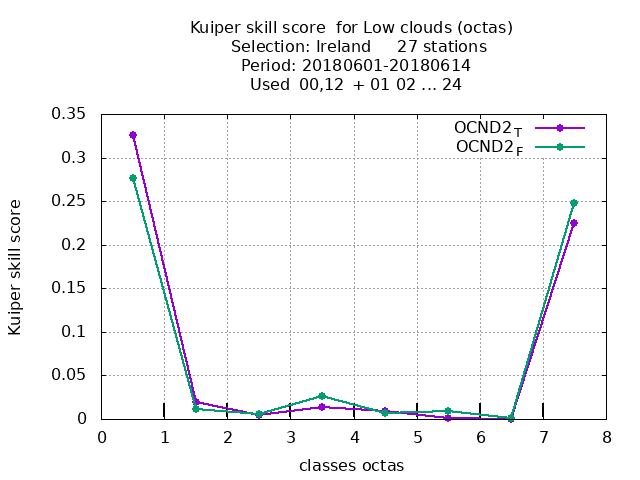 Kuiper skill score  for Low clouds (octas)
Selection: Ireland     27 stations
Period: 20180601-20180614
Used  00,12  + 01 02 ... 24
OCND2_T
OCND2_F
0.35
0.3
0.25
0.2
0.15
0.1
0.05
0
Kuiper skill score
0 1 2 3 4 5 6 7 8
classes octas